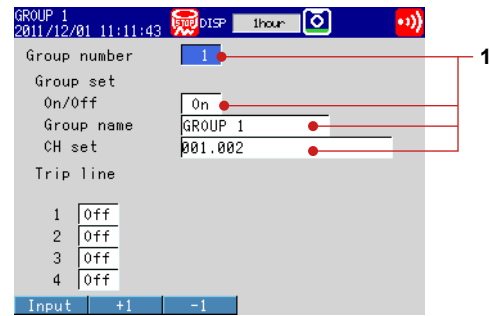 GROUP 1
2011/12/01 11:11:43 STOP DISP 1hour
Group number 1
1
Group set
On/Off On
Group name GROUP 1
CH set 001.002
Trip line
1 Off
2 Off
3 Off
4 Off
Input +1 -1